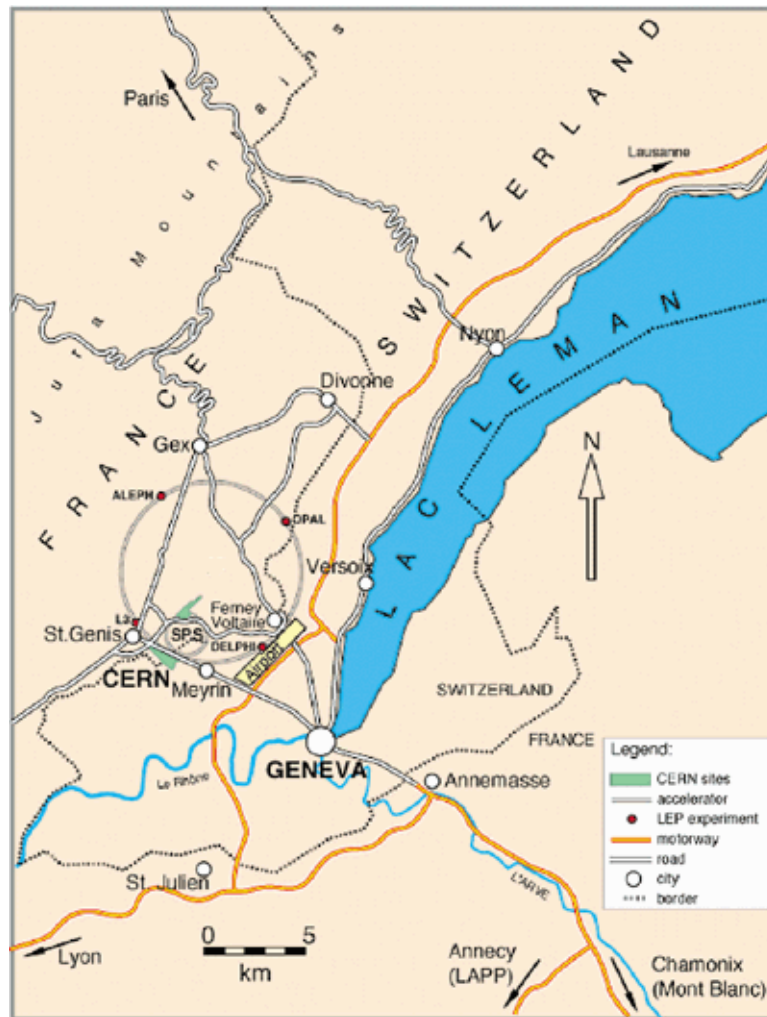 Paris
Jura Mountains
SWITZERLAND
Lausanne
FRANCE
LAC LEMAN
Nyon
Divonne
Gex
N
ALEPH
OPAL
Versoix
Ferney
Voltaire
L3
St.Genis
SPS
DELPHI
Airport
CERN
Meyrin
SWITZERLAND
FRANCE
GENEVA
Le Rhône
Annemasse
St. Julien
L'ARVE
Legend:
CERN sites
accelerator
LEP experiment
motorway
road
city
border
0 5
km
Lyon
Annecy
(LAPP)
Chamonix
(Mont Blanc)